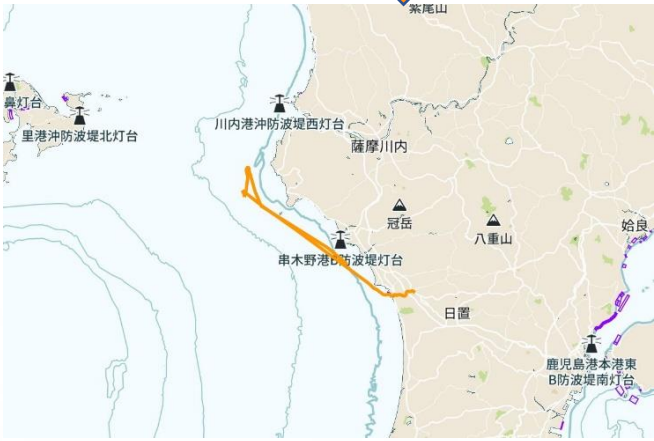 紫尾山
鼻灯台
里港沖防波堤北灯台
川内港沖防波堤西灯台
薩摩川内
冠岳
八重山
姶良
串木野港B防波堤灯台
日置
鹿児島港本港東
B防波堤南灯台